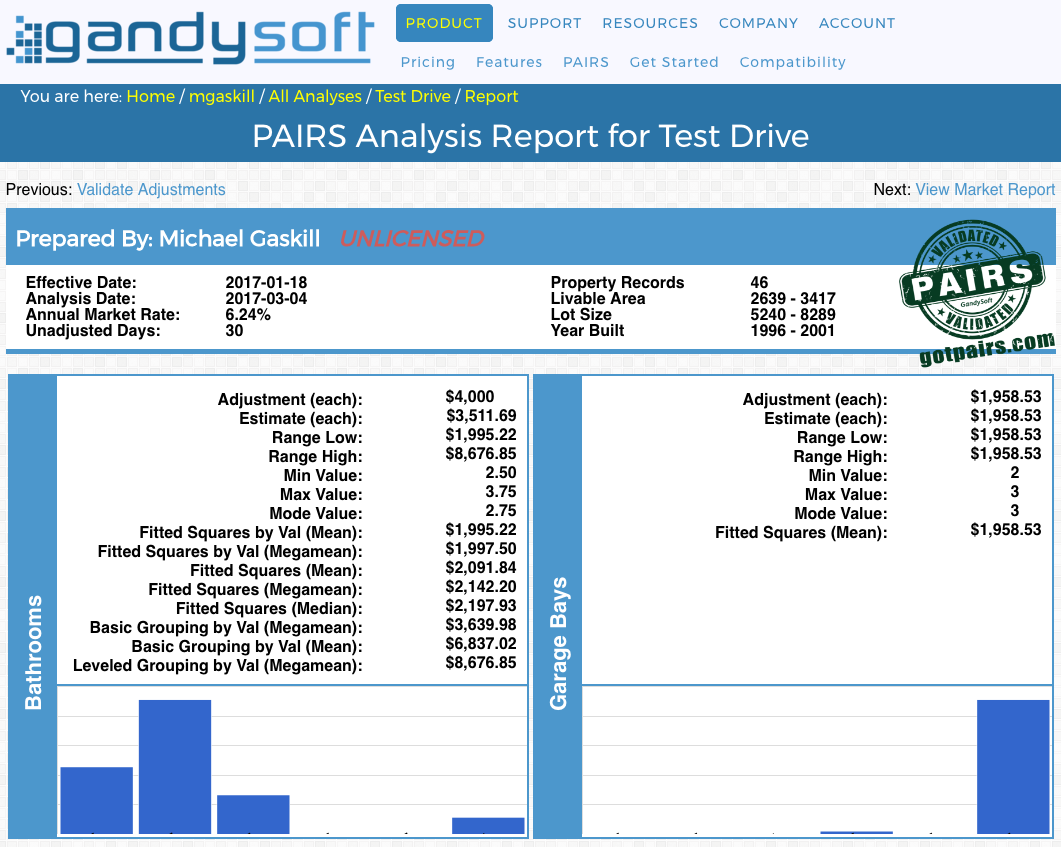 gandysoft
PRODUCT SUPPORT RESOURCES COMPANY ACCOUNT
Pricing Features PAIRS Get Started Compatibility
You are here: Home / mgaskill / All Analyses / Test Drive / Report
PAIRS Analysis Report for Test Drive
Previous: Validate Adjustments
Next: View Market Report
Prepared By: Michael Gaskill UNLICENSED
VALIDATED
PAIRS
GandySoft
VALIDATED
gotpairs.com
Effective Date: 2017-01-18
Analysis Date: 2017-03-04
Annual Market Rate: 6.24%
Unadjusted Days: 30
Property Records 46
Livable Area 2639 - 3417
Lot Size 5240 - 8289
Year Built 1996 - 2001
Bathrooms
Adjustment (each): $4,000
Estimate (each): $3,511.69
Range Low: $1,995.22
Range High: $8,676.85
Min Value: 2.50
Max Value: 3.75
Mode Value: 2.75
Fitted Squares by Val (Mean): $1,995.22
Fitted Squares by Val (Megamean): $1,997.50
Fitted Squares (Mean): $2,091.84
Fitted Squares (Megamean): $2,142.20
Fitted Squares (Median): $2,197.93
Basic Grouping by Val (Megamean): $3,639.98
Basic Grouping by Val (Mean): $6,837.02
Leveled Grouping by Val (Megamean): $8,676.85
Garage Bays
Adjustment (each): $1,958.53
Estimate (each): $1,958.53
Range Low: $1,958.53
Range High: $1,958.53
Min Value: 2
Max Value: 3
Mode Value: 3
Fitted Squares (Mean): $1,958.53